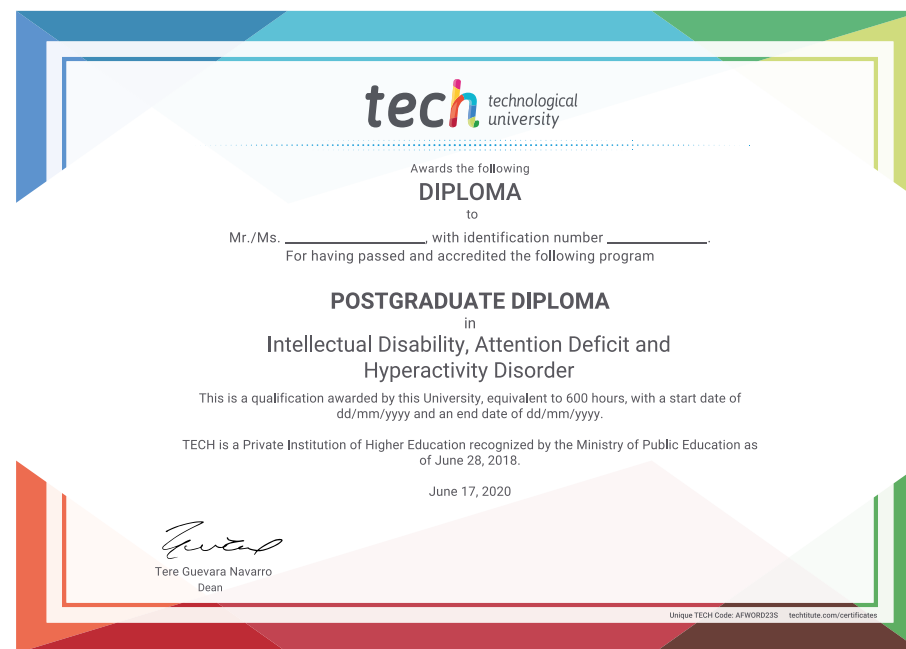 tech technological
university
Awards the following
DIPLOMA
to
Mr./Ms. ____________________, with identification number ______________.
For having passed and accredited the following program
POSTGRADUATE DIPLOMA
in
Intellectual Disability, Attention Deficit and
Hyperactivity Disorder
This is a qualification awarded by this University, equivalent to 600 hours, with a start date of
dd/mm/yyyy and an end date of dd/mm/yyyy.
TECH is a Private Institution of Higher Education recognized by the Ministry of Public Education as
of June 28, 2018.
June 17, 2020
Tere Guevara Navarro
Dean
Unique TECH Code: AFWORD23S techtitute.com/certificates